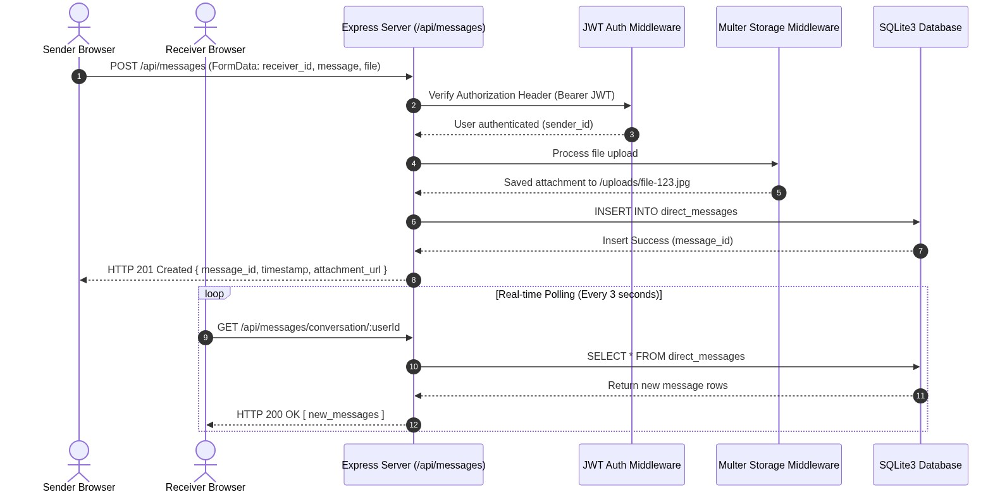 Sender Browser
Receiver Browser
Express Server (/api/messages)
JWT Auth Middleware
Multer Storage Middleware
SQLite3 Database
POST /api/messages (FormData: receiver_id, message, file)
1
Verify Authorization Header (Bearer JWT)
2
User authenticated (sender_id)
3
Process file upload
4
Saved attachment to /uploads/file-123.jpg
5
INSERT INTO direct_messages
6
Insert Success (message_id)
7
HTTP 201 Created { message_id, timestamp, attachment_url }
8
loop
[Real-time Polling (Every 3 seconds)]
GET /api/messages/conversation/:userId
9
SELECT * FROM direct_messages
10
Return new message rows
11
HTTP 200 OK [ new_messages ]
12
Sender Browser
Receiver Browser
Express Server (/api/messages)
JWT Auth Middleware
Multer Storage Middleware
SQLite3 Database